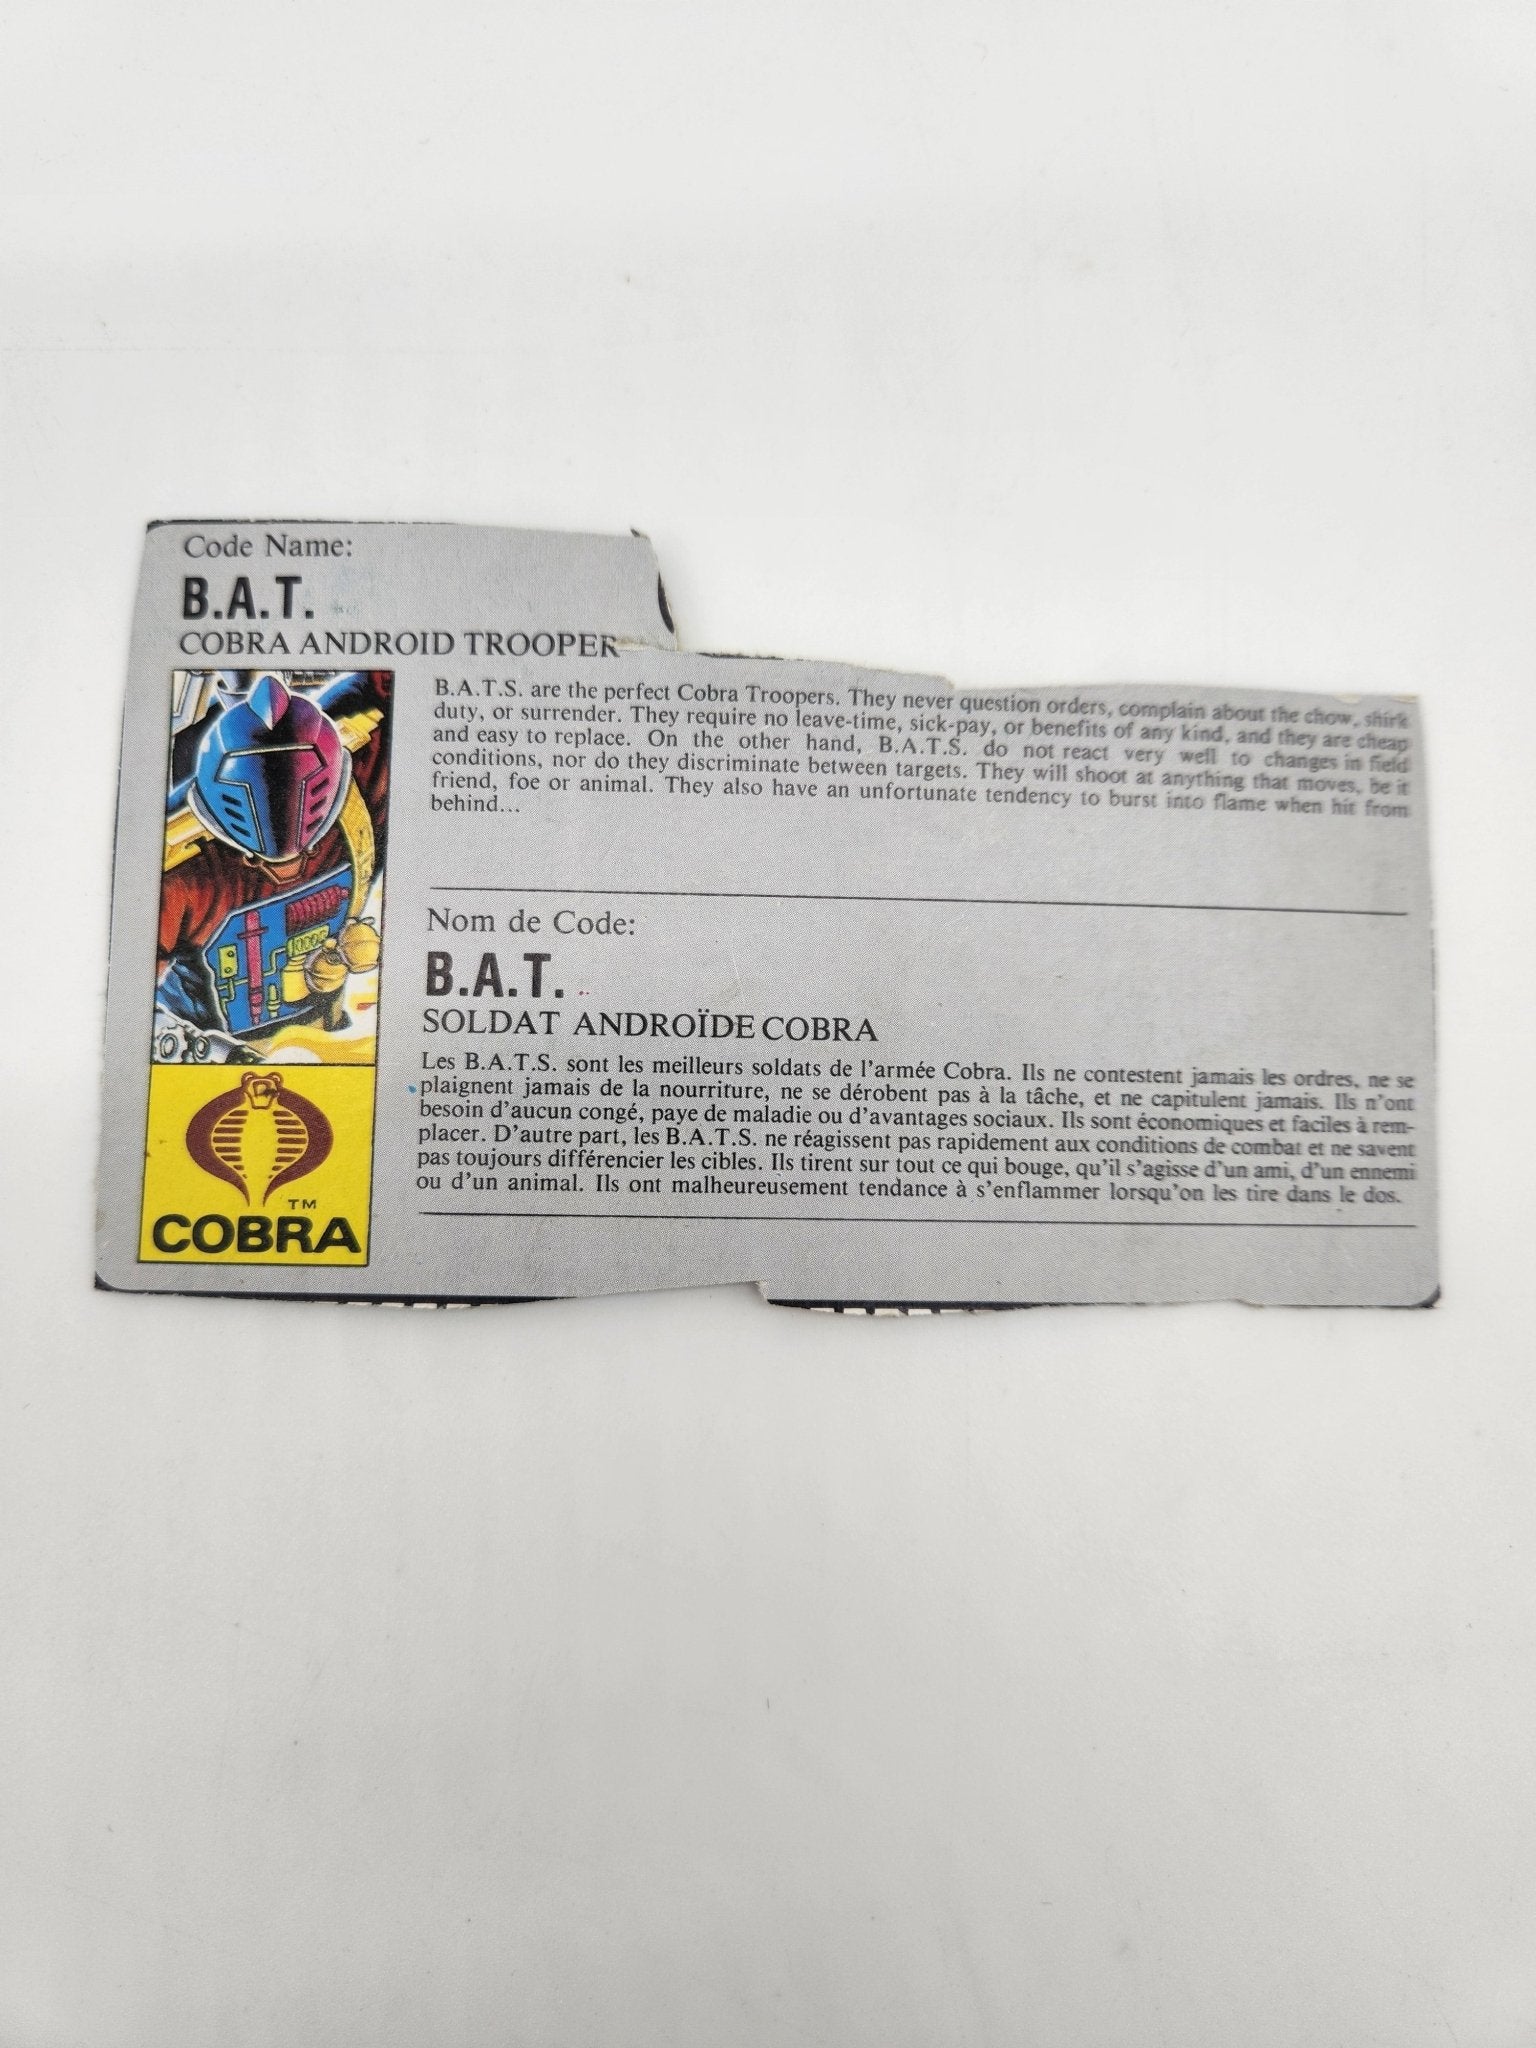 Code Name:
B.A.T.
COBRA ANDROID TROOPER
B.A.T.S. are the perfect Cobra Troopers. They never question orders, complain about the chow, shirk
duty, or surrender. They require no leave-time, sick-pay, or benefits of any kind, and they are cheap
and easy to replace. On the other hand, B.A.T.S. do not react very well to changes in field
conditions, nor do they discriminate between targets. They will shoot at anything that moves, be it
friend, foe or animal. They also have an unfortunate tendency to burst into flame when hit from
behind...
Nom de Code:
B.A.T.
SOLDAT ANDROÏDE COBRA
Les B.A.T.S. sont les meilleurs soldats de l'armée Cobra. Ils ne contestent jamais les ordres, ne se
plaignent jamais de la nourriture, ne se dérobent pas à la tâche, et ne capitulent jamais. Ils n'ont
besoin d'aucun congé, paye de maladie ou d'avantages sociaux. Ils sont économiques et faciles à rem-
placer. D'autre part, les B.A.T.S. ne réagissent pas rapidement aux conditions de combat et ne savent
pas toujours différencier les cibles. Ils tirent sur tout ce qui bouge, qu'il s'agisse d'un ami, d'un ennemi
ou d'un animal. Ils ont malheureusement tendance à s'enflammer lorsqu'on les tire dans le dos.
TM
COBRA